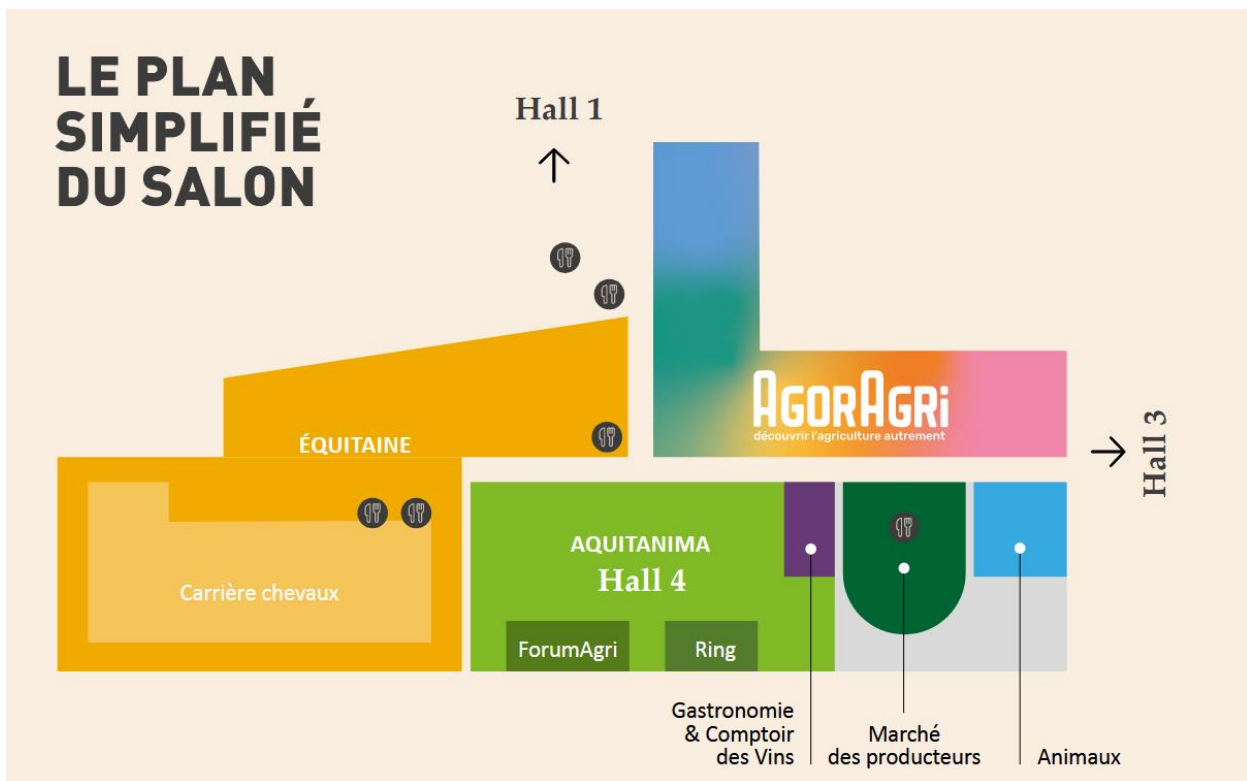 LE PLAN
SIMPLIFIÉ
DU SALON
Hall 1
AGORAGRi
découvrir l'agriculture autrement
Hall 3
ÉQUITAINE
Carrière chevaux
AQUITANIMA
Hall 4
ForumAgri
Ring
Gastronomie
& Comptoir
des Vins
Marché
des producteurs
Animaux